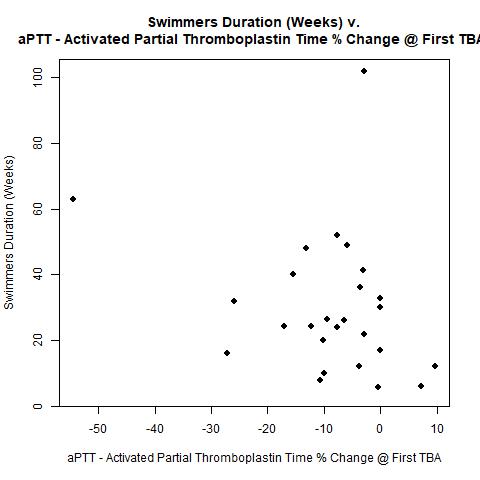 Swimmers Duration (Weeks) v.
aPTT - Activated Partial Thromboplastin Time % Change @ First TBA
Swimmers Duration (Weeks)
100
80
60
40
20
0
-50 -40 -30 -20 -10 0 10
aPTT - Activated Partial Thromboplastin Time % Change @ First TBA